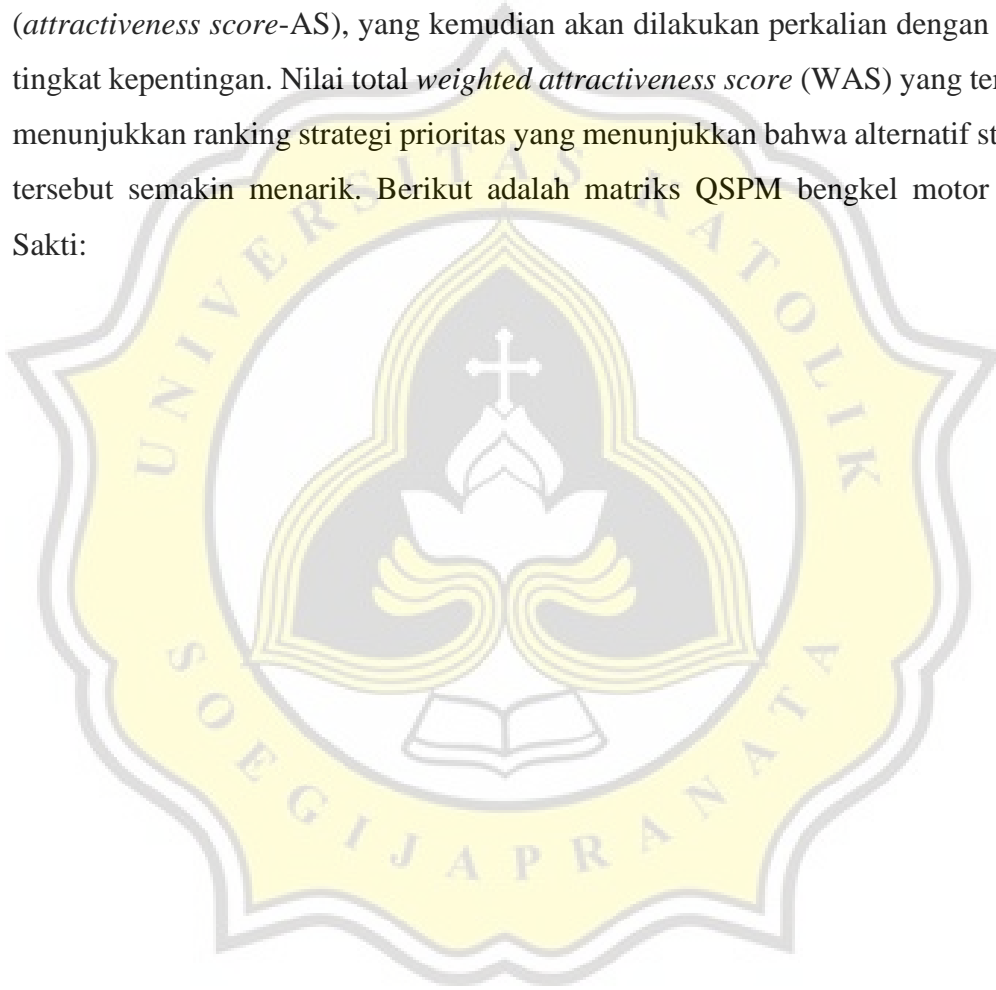 (attractiveness score-AS), yang kemudian akan dilakukan perkalian dengan
tingkat kepentingan. Nilai total weighted attractiveness score (WAS) yang
menunjukkan ranking strategi prioritas yang menunjukkan bahwa alternatif
tersebut semakin menarik. Berikut adalah matriks QSPM bengkel motor
Sakti:
UNIVERSITAS KATOLIK
SOEGIJAPRANATA